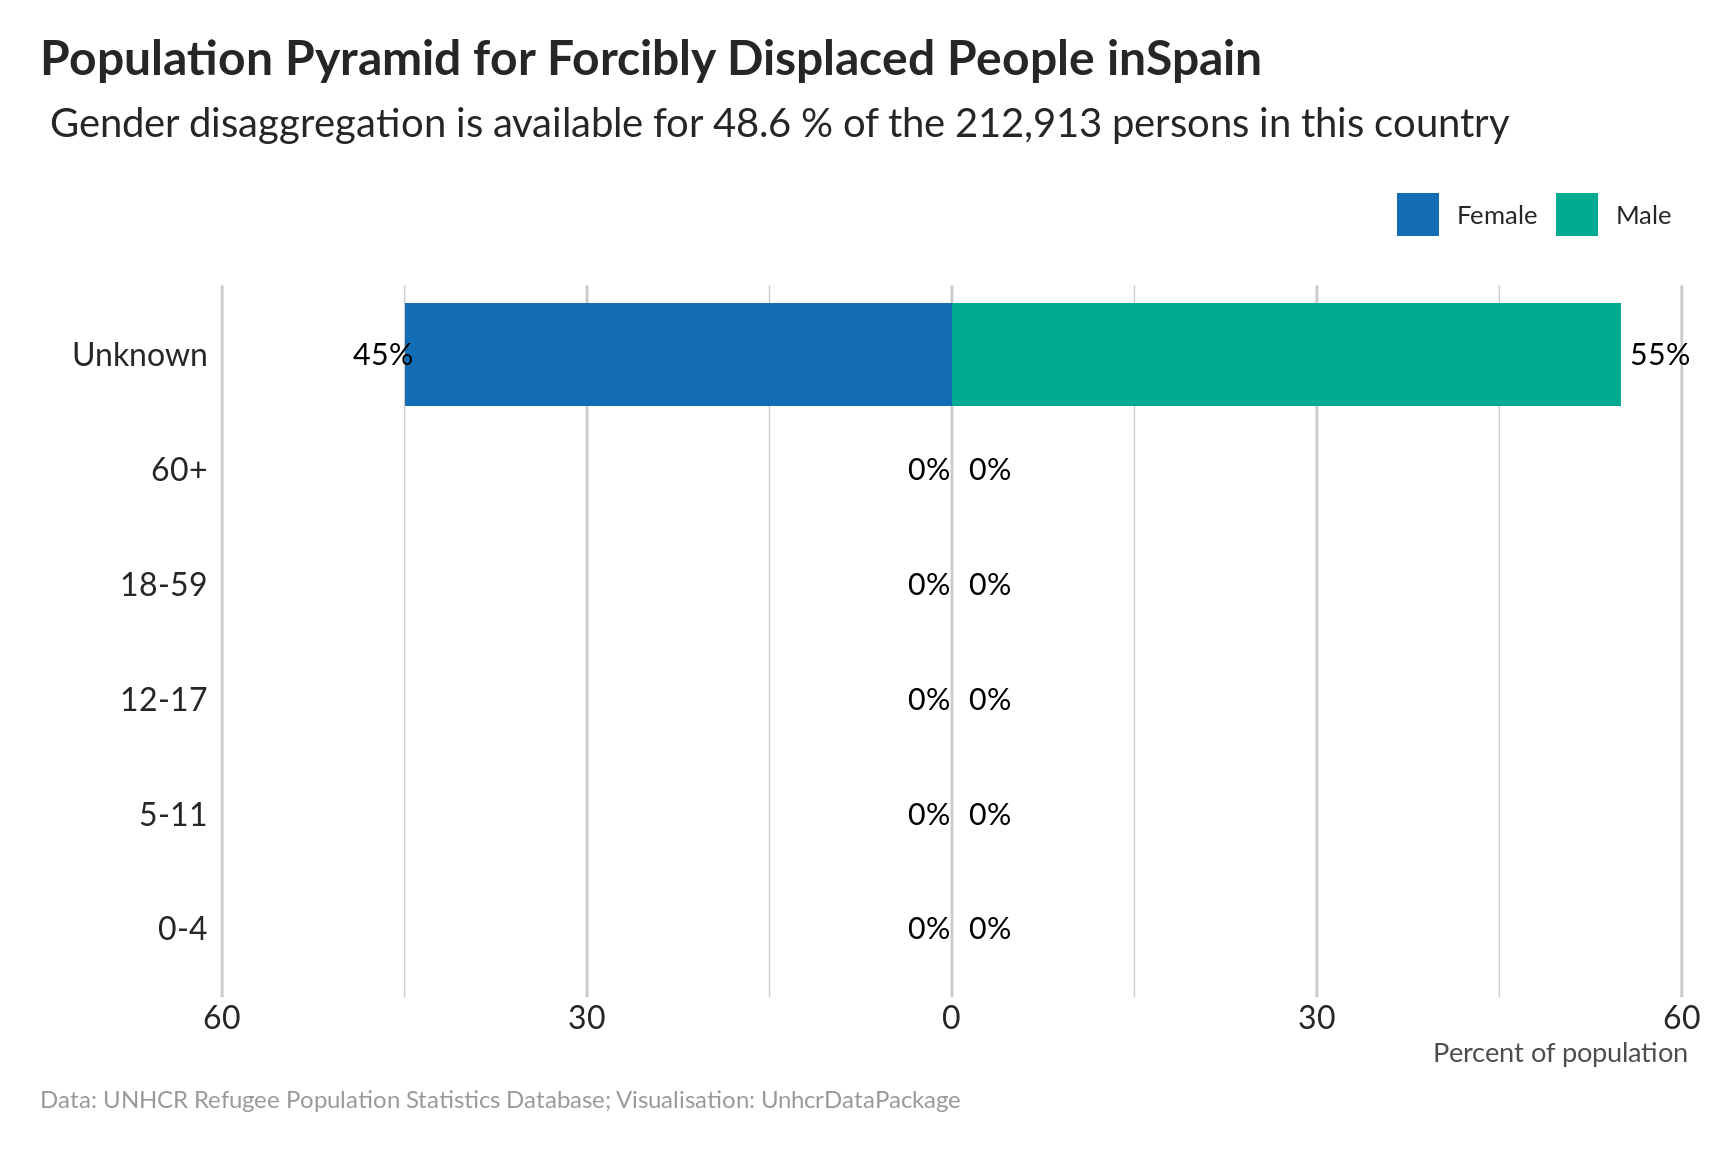 Population Pyramid for Forcibly Displaced People inSpain
Gender disaggregation is available for 48.6 % of the 212,913 persons in this country
Female Male
Unknown 45% 55%
60+ 0% 0%
18-59 0% 0%
12-17 0% 0%
5-11 0% 0%
0-4 0% 0%
60 30 0 30 60
Percent of population
Data: UNHCR Refugee Population Statistics Database; Visualisation: UnhcrDataPackage